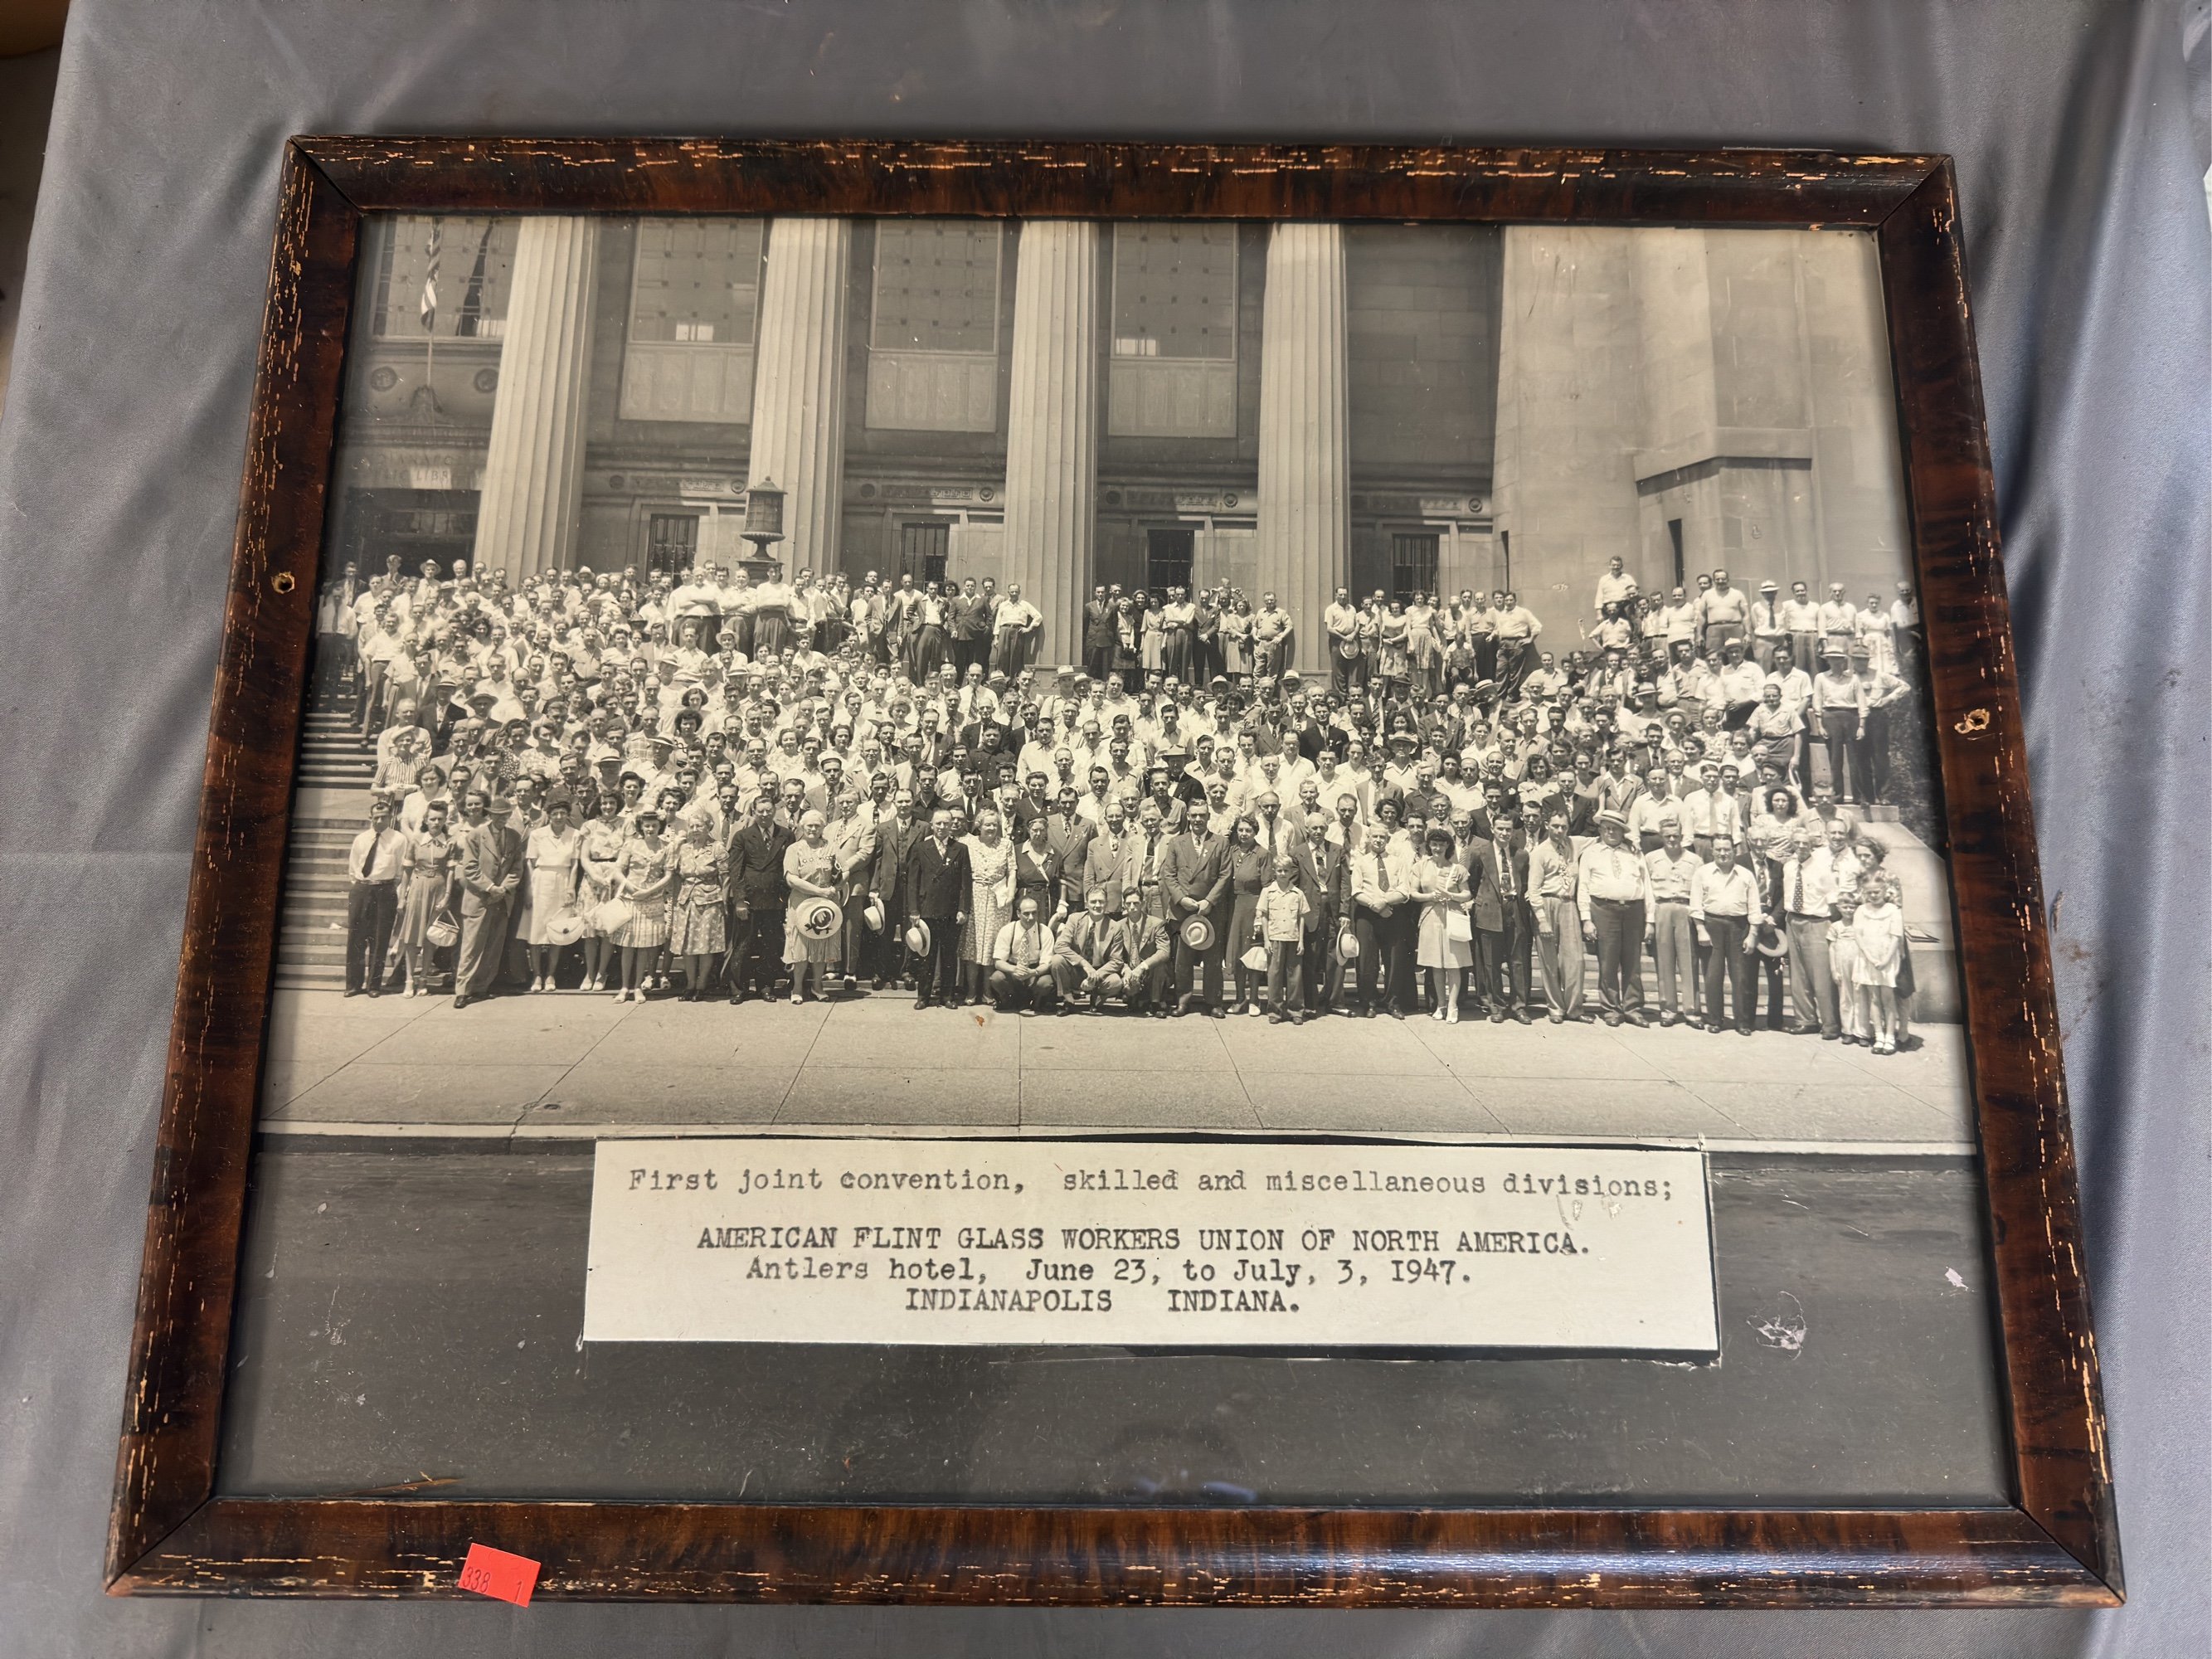 First joint convention, skilled and miscellaneous divisions;
AMERICAN FLINT GLASS WORKERS UNION OF NORTH AMERICA.
Antlers hotel, June 23, to July, 3, 1947.
INDIANAPOLIS INDIANA.
338 1